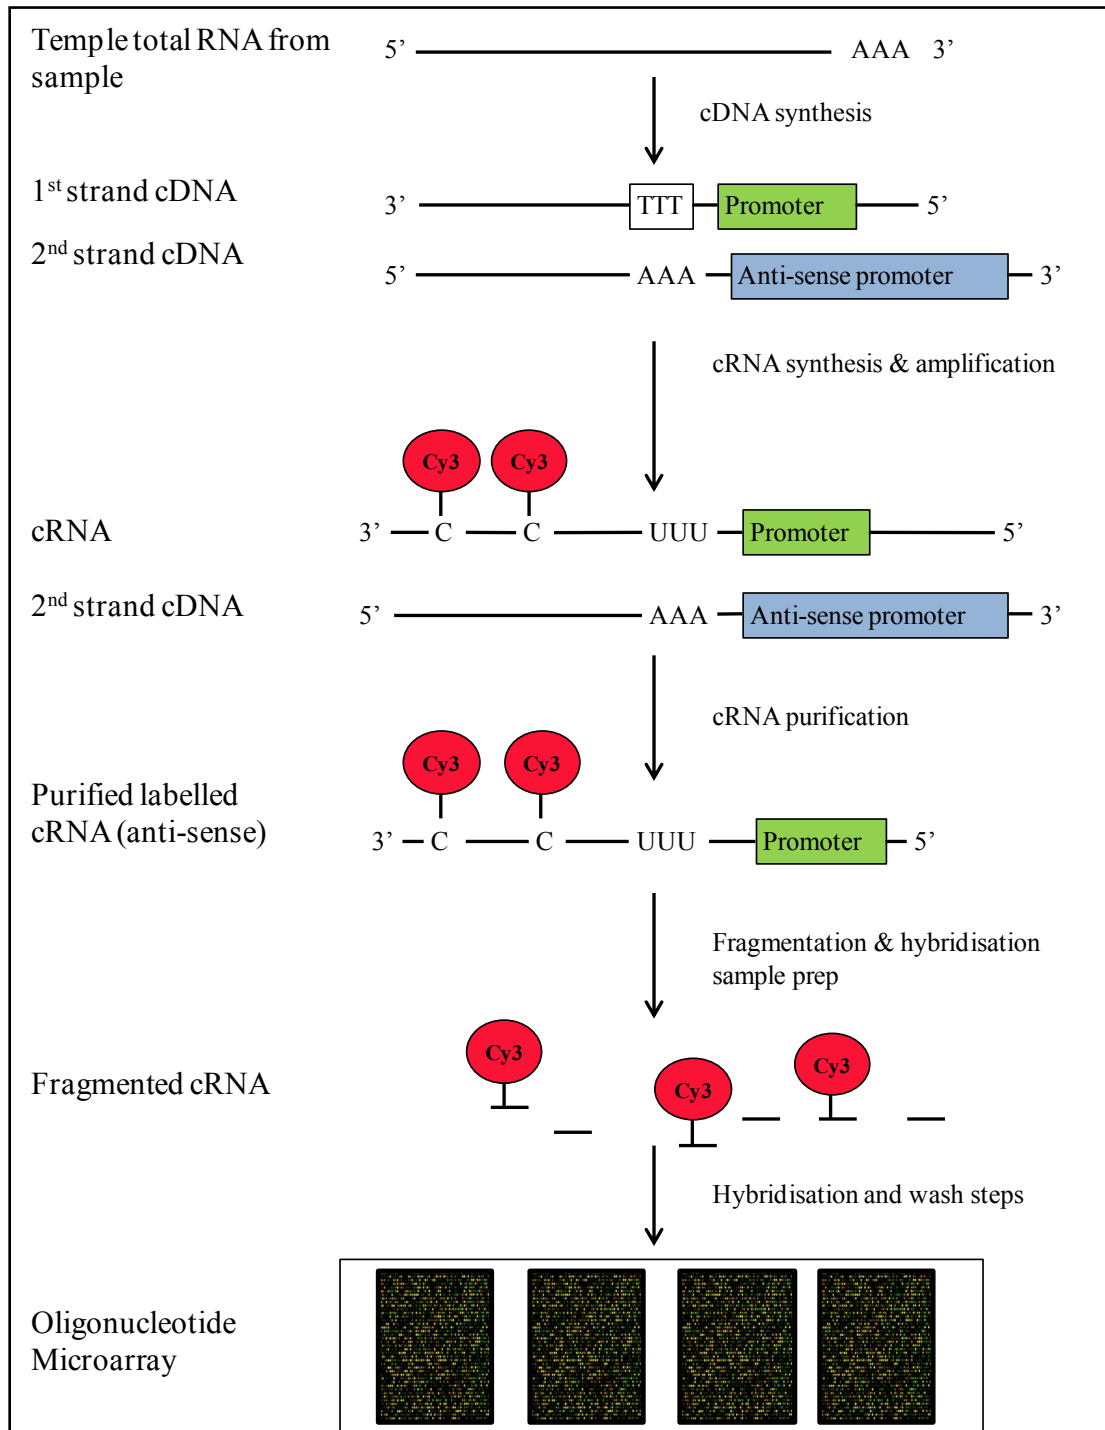 Temple total RNA from
sample
5’ AAA 3’
cDNA synthesis
1st strand cDNA
3’ TTT Promoter 5’
2nd strand cDNA
5’ AAA Anti-sense promoter 3’
cRNA synthesis & amplification
Cy3 Cy3
cRNA
3’ C C UUU Promoter 5’
2nd strand cDNA
5’ AAA Anti-sense promoter 3’
cRNA purification
Cy3 Cy3
Purified labelled
cRNA (anti-sense)
3’ C C UUU Promoter 5’
Fragmentation & hybridisation
sample prep
Cy3 Cy3 Cy3
Fragmented cRNA
Hybridisation and wash steps
Oligonucleotide
Microarray